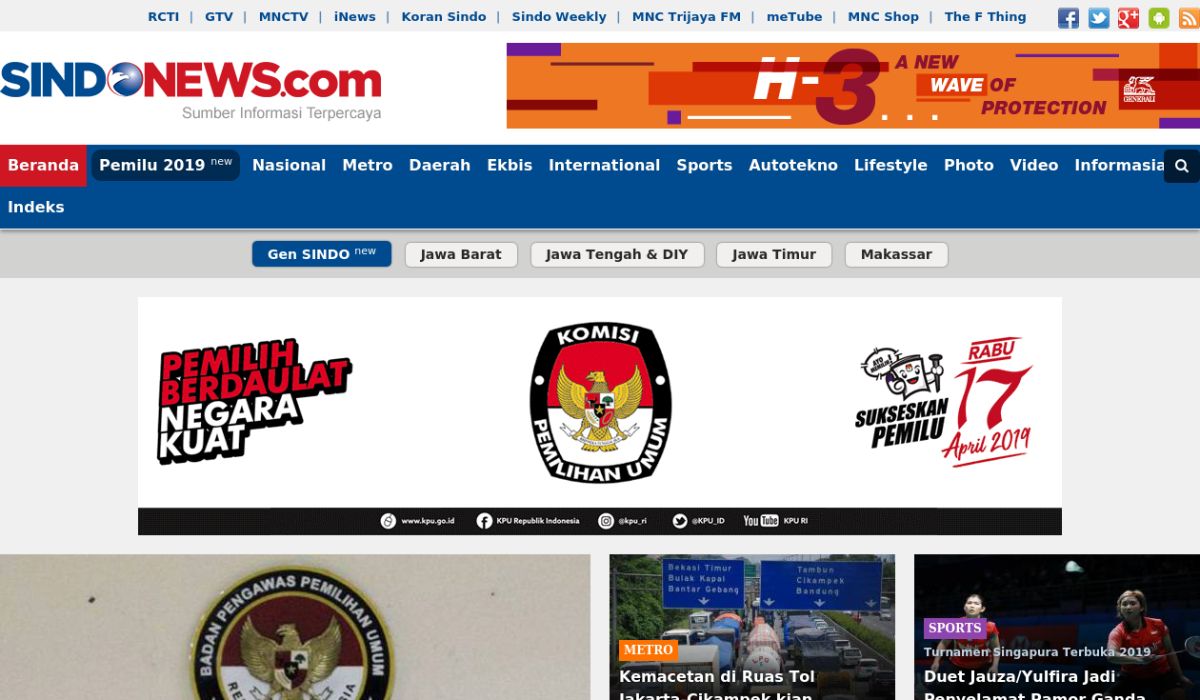 RCTI | GTV | MNCTV | iNews | Koran Sindo | Sindo Weekly | MNC Trijaya FM | meTube | MNC Shop | The F Thing
SINDONEWS.com
Sumber Informasi Terpercaya
H-3...
A NEW
WAVE OF
PROTECTION
GENERALI
Beranda Pemilu 2019 new Nasional Metro Daerah Ekbis International Sports Autotekno Lifestyle Photo Video Informasia
Indeks
Gen SINDO new Jawa Barat Jawa Tengah & DIY Jawa Timur Makassar
PEMILIH
BERDAULAT
NEGARA
KUAT
KOMISI
PEMILIHAN UMUM
AYO MEMILIH!
SUKSESKAN
PEMILU
RABU
17
April 2019
www.kpu.go.id KPU Republik Indonesia @kpu_ri @KPU_ID YouTube KPU RI
BADAN PENGAWAS PEMILIHAN UMUM
Bekasi Timur
Bulak Kapal
Bantar Gebang
Tambun
Cikampek
Bandung
METRO
Kemacetan di Ruas Tol
Jakarta-Cikampek kian
SPORTS
Turnamen Singapura Terbuka 2019
Duet Jauza/Yulfira Jadi
Penyelamat Pamor Ganda